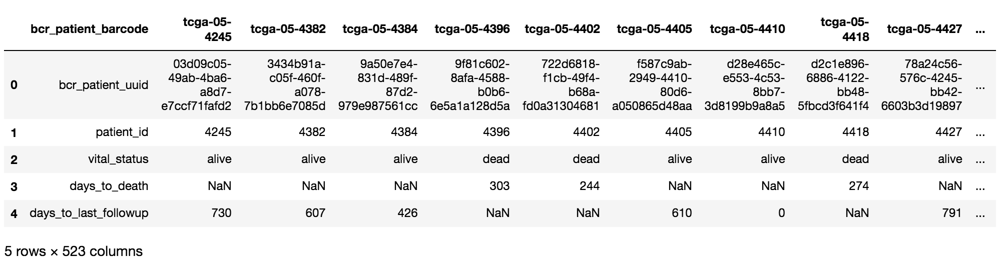 bcr_patient_barcode tcga-05- tcga-05-4382 tcga-05-4384 tcga-05-4396 tcga-05-4402 tcga-05-4405 tcga-05-4410 tcga-05- tcga-05-4427 ...
4245 4418
03d09c05- 3434b91a- 9a50e7e4- 9f81c602- 722d6818- f587c9ab- d28e465c- d2c1e896- 78a24c56-
49ab-4ba6- c05f-460f- 831d-489f- 8afa-4588- f1cb-49f4- 2949-4410- e553-4c53- 6886-4122- 576c-4245-
0 bcr_patient_uuid a8d7- a078- 87d2- b0b6- b68a- 80d6- 8bb7- bb48- bb42- ...
e7ccf71fafd2 7b1bb6e7085d 979e987561cc 6e5a1a128d5a fd0a31304681 a050865d48aa 3d8199b9a8a5 5fbcd3f641f4 6603b3d19897
1 patient_id 4245 4382 4384 4396 4402 4405 4410 4418 4427 ...
2 vital_status alive alive alive dead dead alive alive dead alive ...
3 days_to_death NaN NaN NaN 303 244 NaN NaN 274 NaN ...
4 days_to_last_followup 730 607 426 NaN NaN 610 0 NaN 791 ...
5 rows × 523 columns